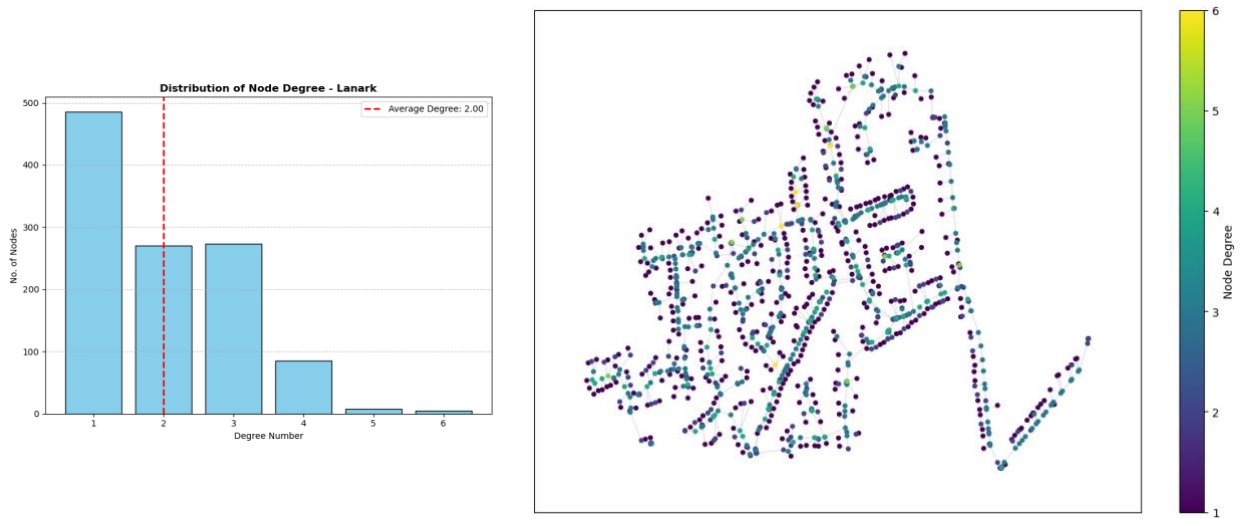 Distribution of Node Degree - Lanark
Average Degree: 2.00
No. of Nodes
500
400
300
200
100
0
1 2 3 4 5 6
Degree Number
6
5
4
3
2
1
Node Degree